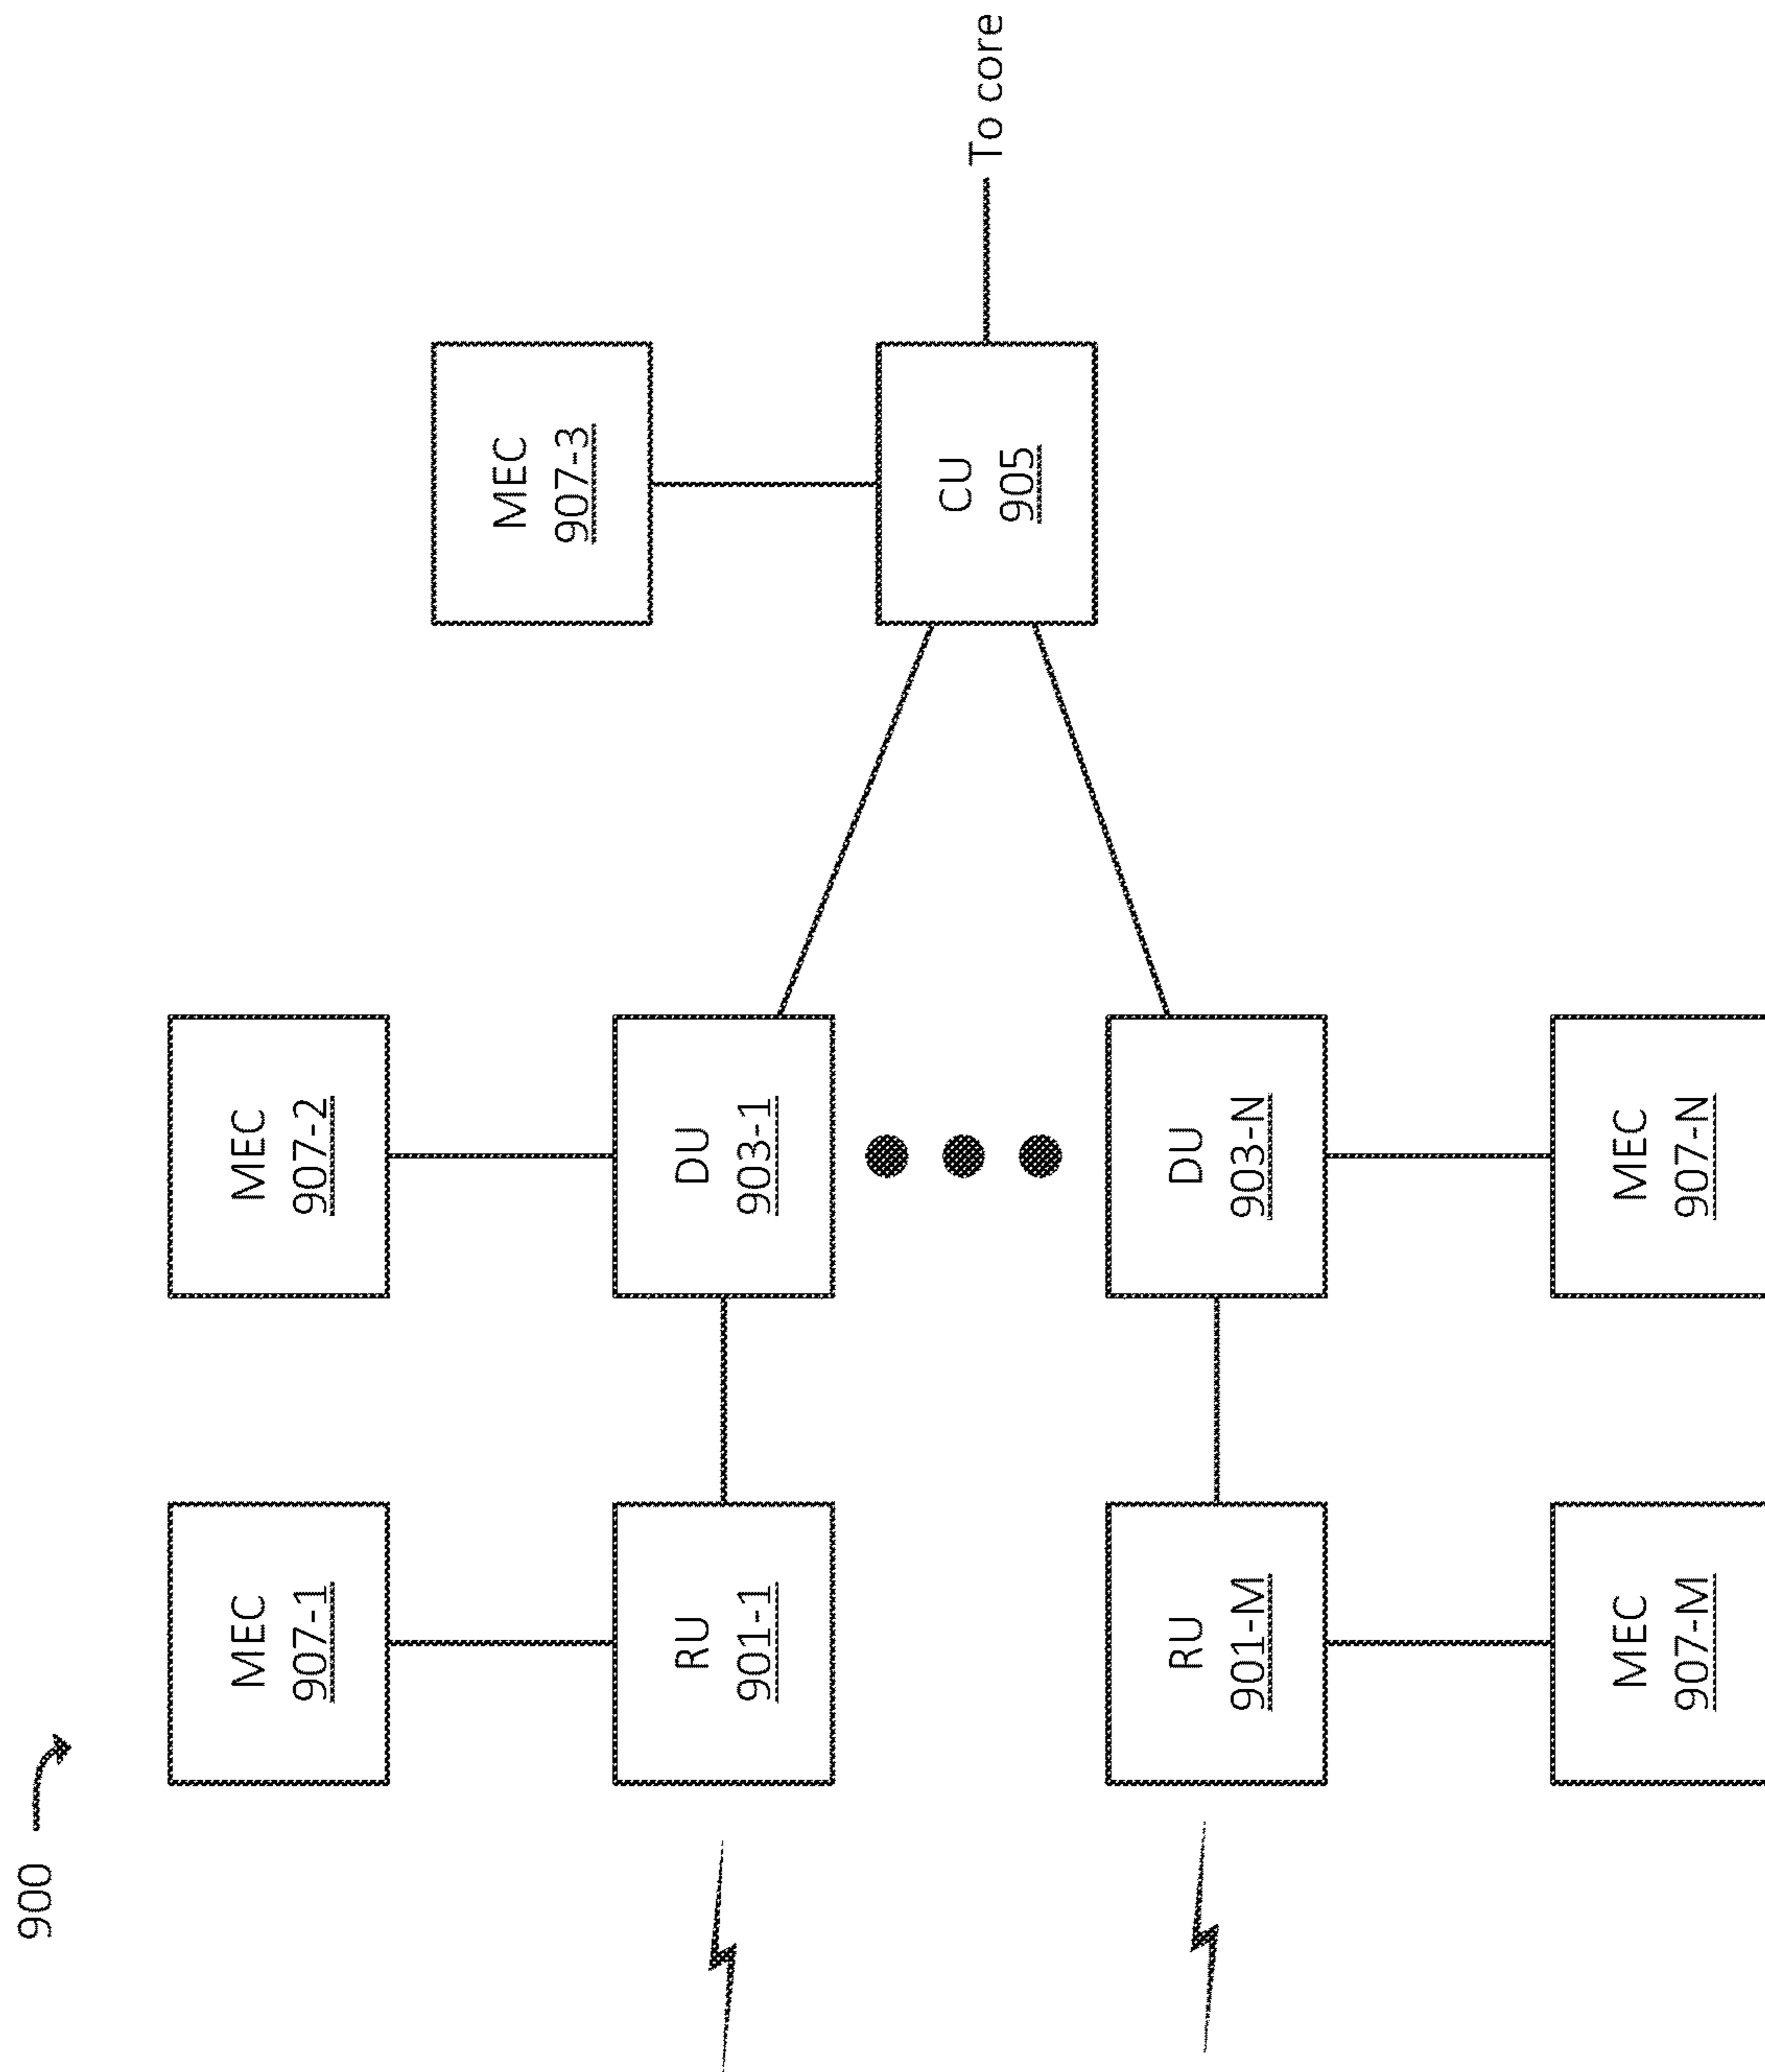 900
MEC
907-1
MEC
907-2
MEC
907-3
RU
901-1
DU
903-1
CU
905
To core
RU
901-M
DU
903-N
MEC
907-M
MEC
907-N